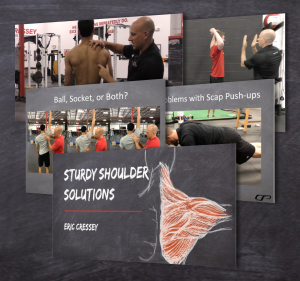 Ball, Socket, or Both?
blems with Scap Push-ups
STURDY SHOULDER
SOLUTIONS
ERIC CRESSEY